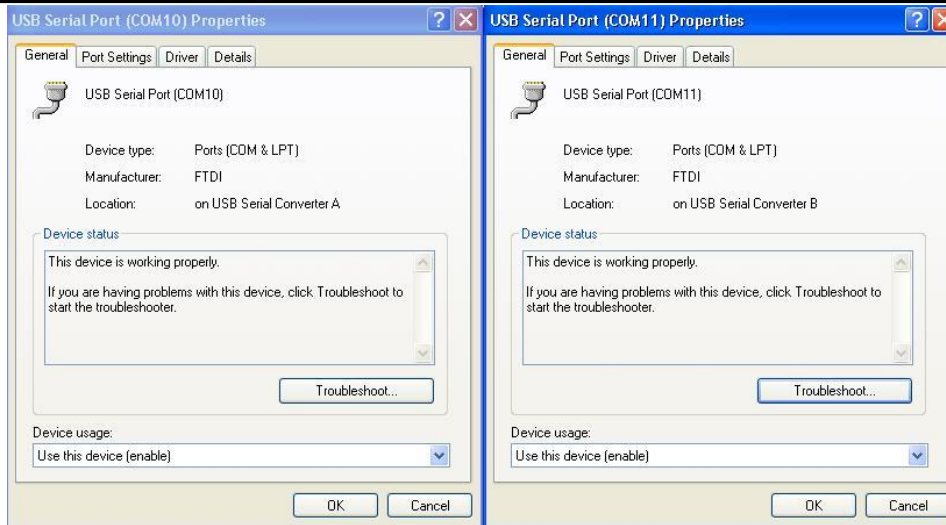 USB Serial Port (COM10) Properties
General Port Settings Driver Details
USB Serial Port (COM10)
Device type: Ports (COM & LPT)
Manufacturer: FTDI
Location: on USB Serial Converter A
Device status
This device is working properly.
If you are having problems with this device, click Troubleshoot to
start the troubleshooter.
Troubleshoot...
Device usage:
Use this device (enable)
OK Cancel
USB Serial Port (COM11) Properties
General Port Settings Driver Details
USB Serial Port (COM11)
Device type: Ports (COM & LPT)
Manufacturer: FTDI
Location: on USB Serial Converter B
Device status
This device is working properly.
If you are having problems with this device, click Troubleshoot to
start the troubleshooter.
Troubleshoot...
Device usage:
Use this device (enable)
OK Cancel